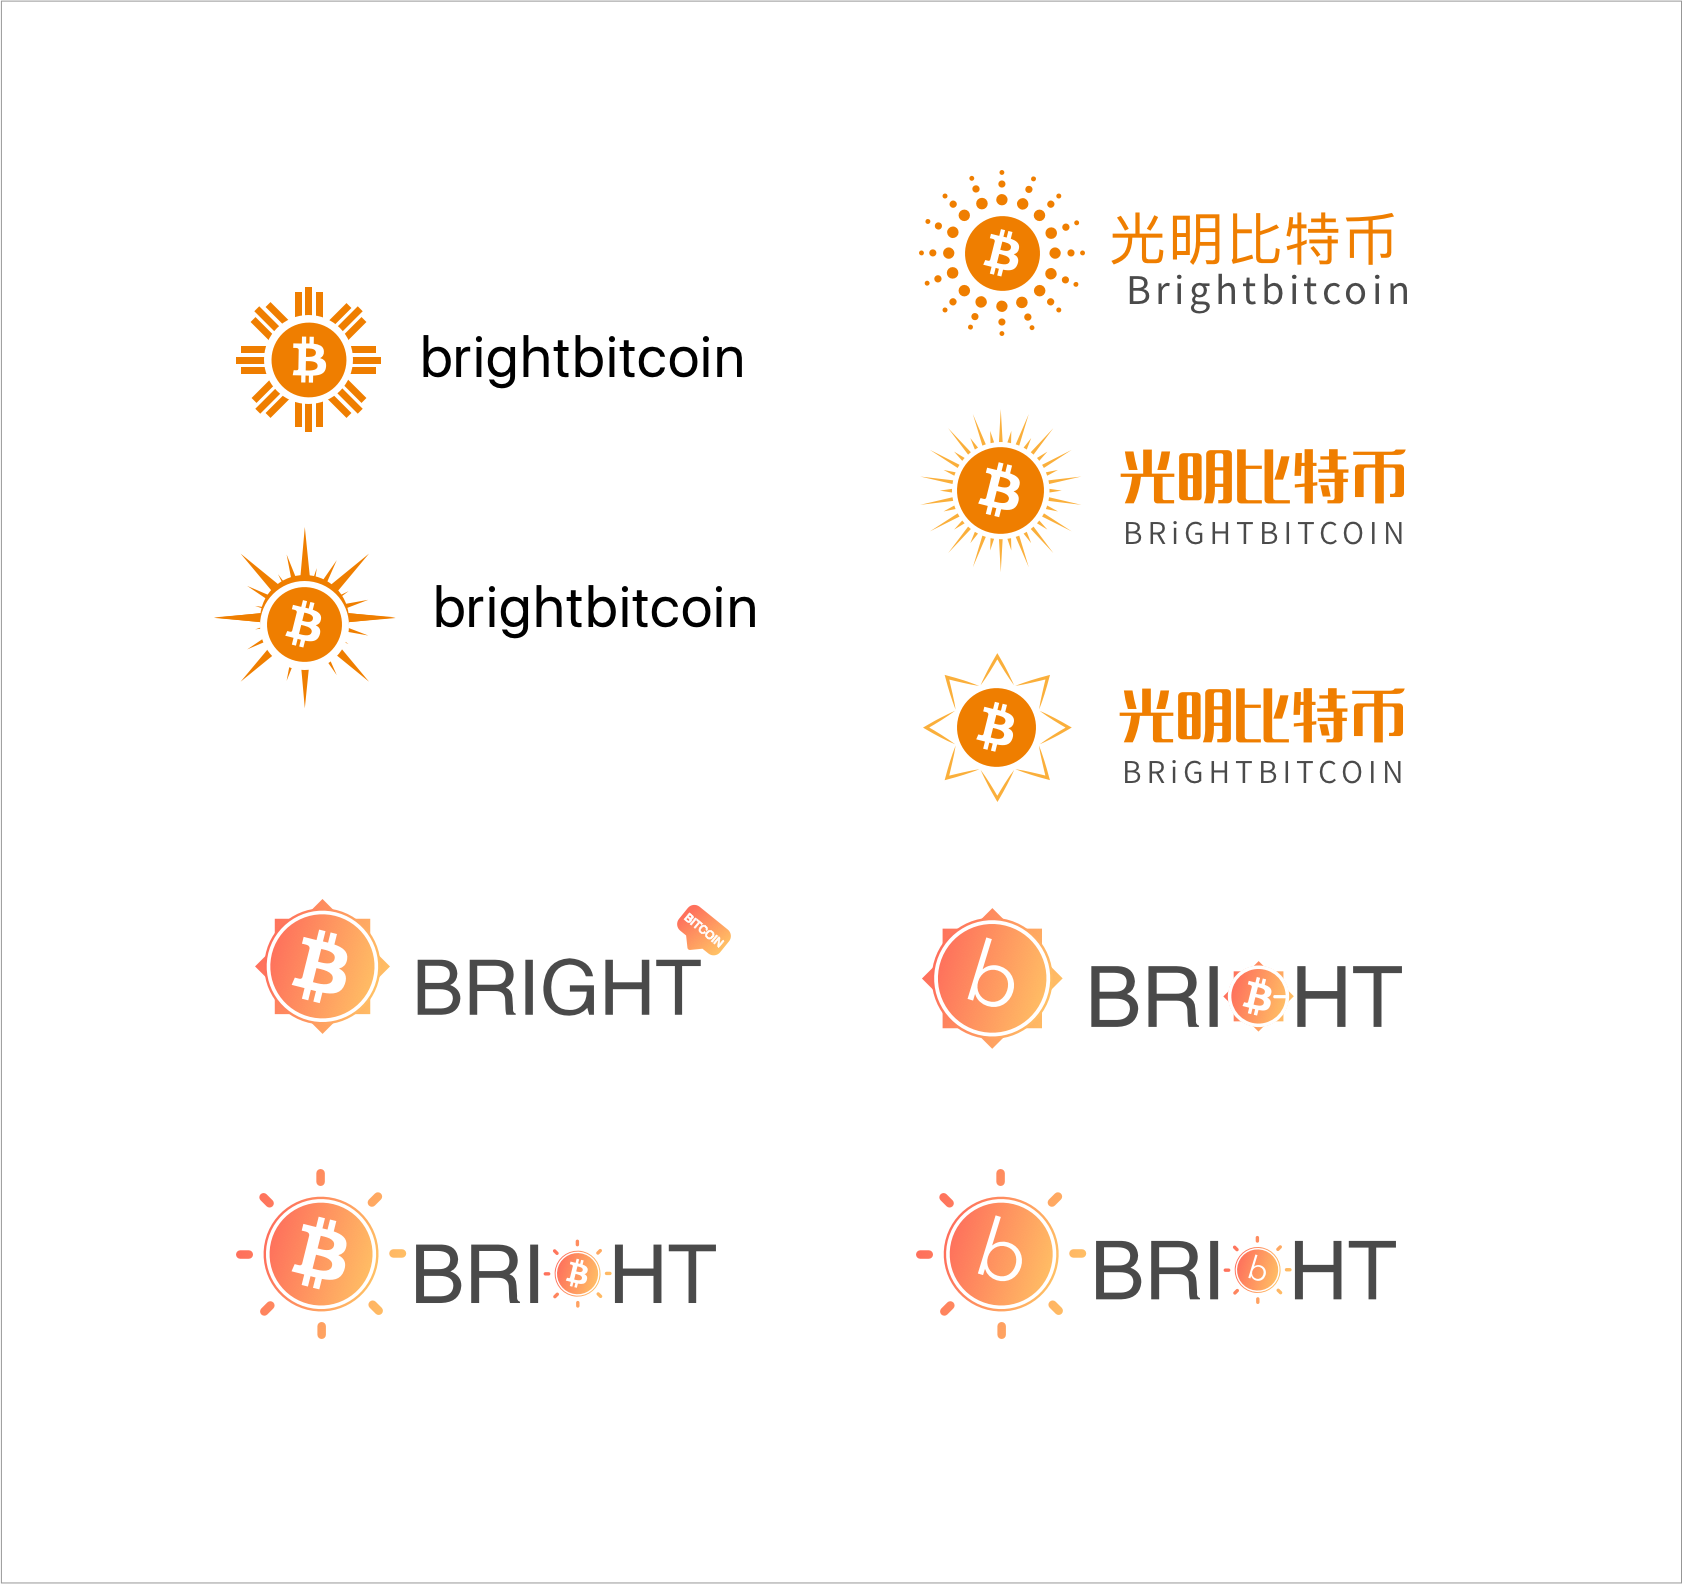 brightbitcoin
brightbitcoin
光明比特币
Brightbitcoin
光明比特币
BRiGHTBITCOIN
光明比特币
BRiGHTBITCOIN
BRIGHT
BITCOIN
b
BRI HT
BRI HT
b
BRI b HT